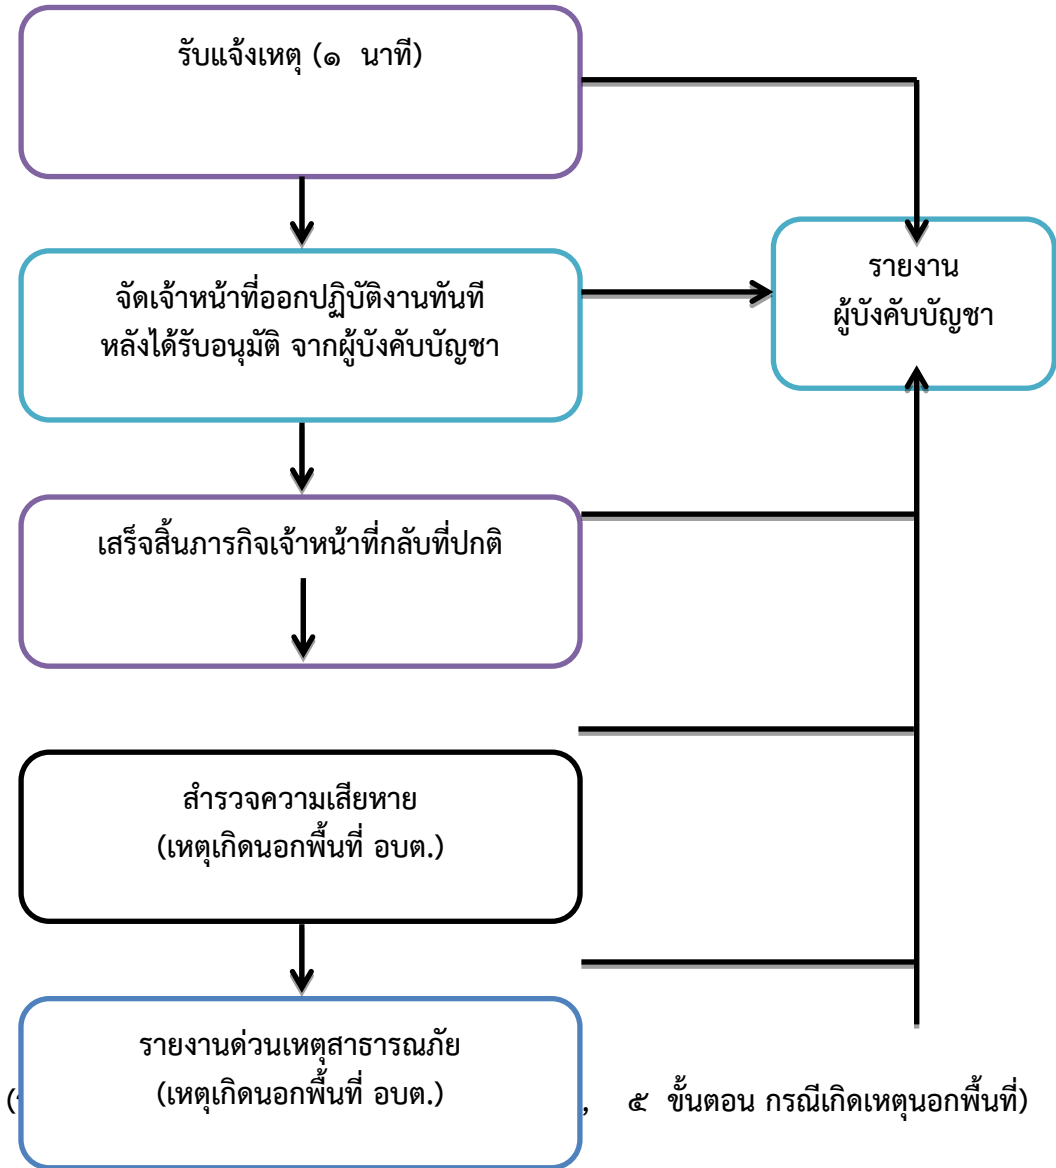 รับแจ้งเหตุ (๑ นาที)
จัดเจ้าหน้าที่ออกปฏิบัติงานทันที
หลังได้รับอนุมัติ จากผู้บังคับบัญชา
รายงาน
ผู้บังคับบัญชา
เสร็จสิ้นภารกิจเจ้าหน้าที่กลับที่ปกติ
สำรวจความเสียหาย
(เหตุเกิดนอกพื้นที่ อบต.)
รายงานด่วนเหตุสาธารณภัย
(เหตุเกิดนอกพื้นที่ อบต.)
( , ๕ ขั้นตอน กรณีเกิดเหตุนอกพื้นที่)